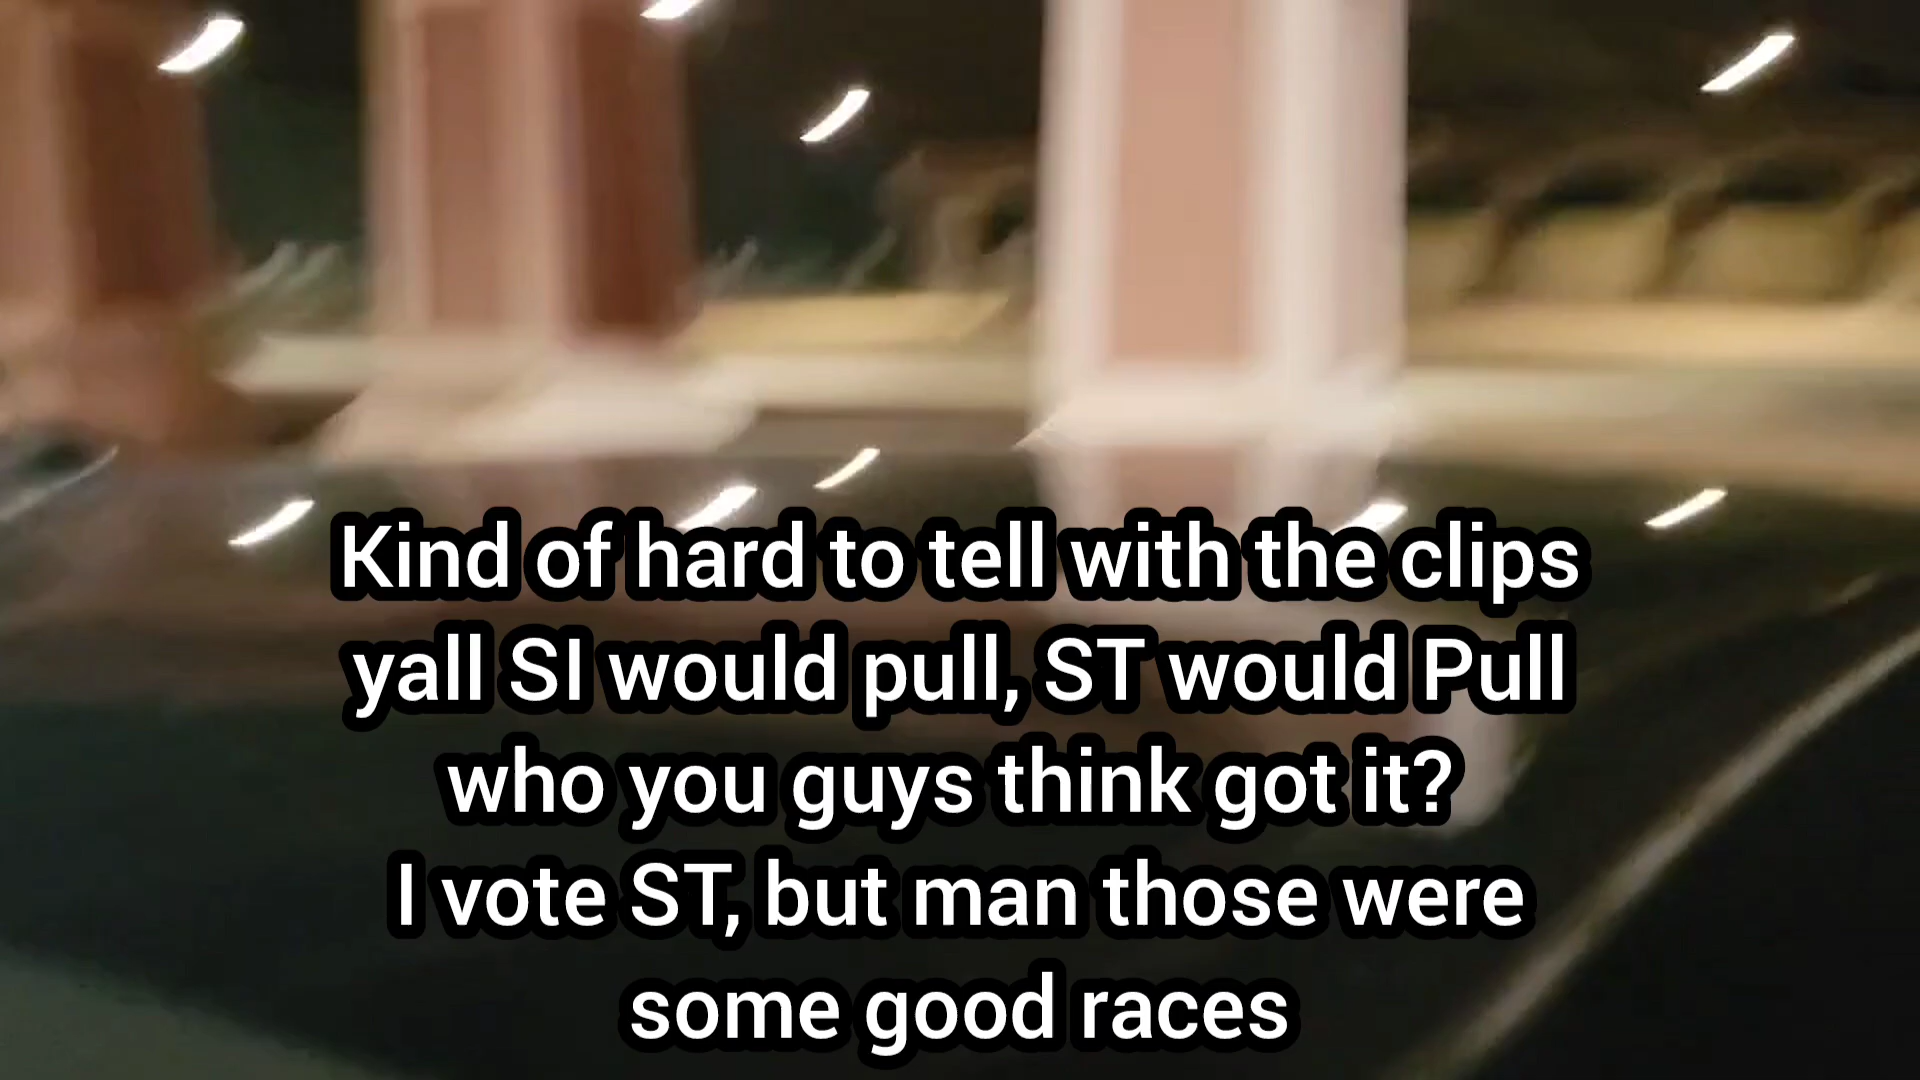 Kind of hard to tell with the clips
yall SI would pull, ST would Pull
who you guys think got it?
I vote ST, but man those were
some good races